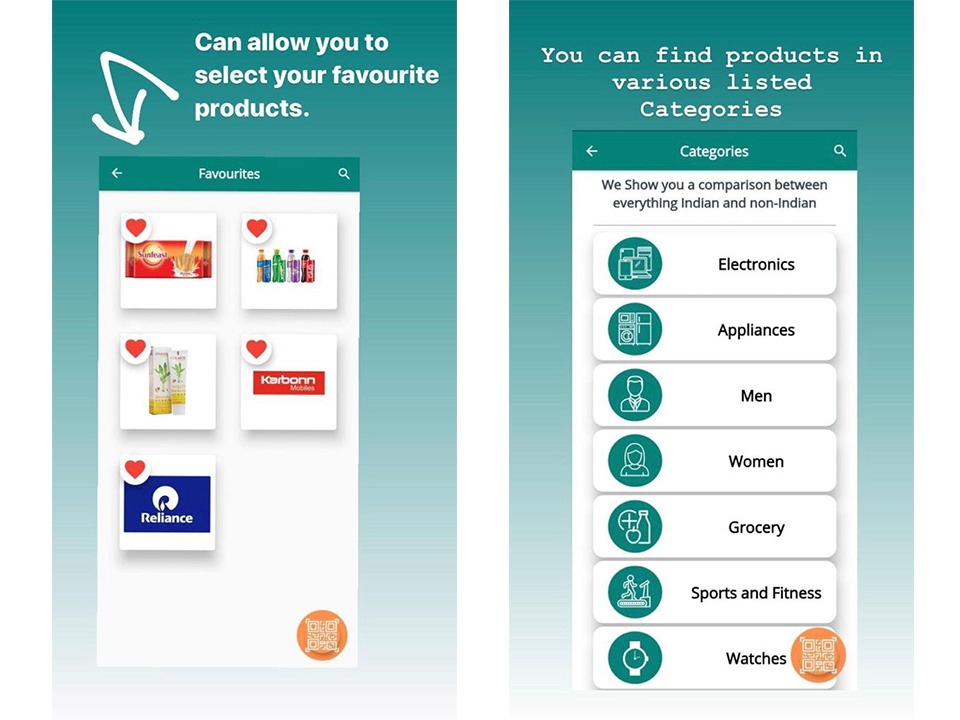 Can allow you to
select your favourite
products.
Favourites
Sunfeast
Karbonn
Mobiles
Reliance
You can find products in
various listed
Categories
Categories
We Show you a comparison between
everything Indian and non-Indian
Electronics
Appliances
Men
Women
Grocery
Sports and Fitness
Watches